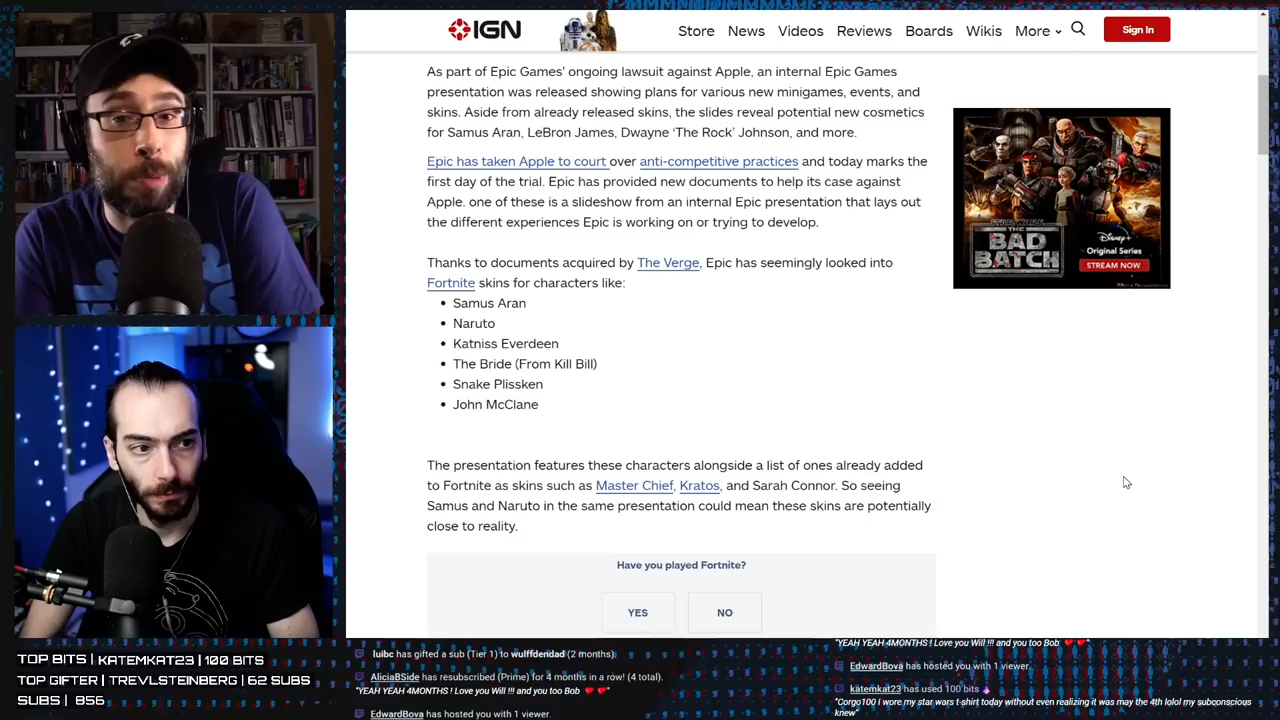 IGN
Store
News
Videos
Reviews
Boards
Wikis
More
Sign In
As part of Epic Games' ongoing lawsuit against Apple, an internal Epic Games
presentation was released showing plans for various new minigames, events, and
skins. Aside from already released skins, the slides reveal potential new cosmetics
for Samus Aran, LeBron James, Dwayne ‘The Rock’ Johnson, and more.
Epic has taken Apple to court over anti-competitive practices and today marks the
first day of the trial. Epic has provided new documents to help its case against
Apple. one of these is a slideshow from an internal Epic presentation that lays out
the different experiences Epic is working on or trying to develop.
Thanks to documents acquired by The Verge, Epic has seemingly looked into
Fortnite skins for characters like:
• Samus Aran
• Naruto
• Katniss Everdeen
• The Bride (From Kill Bill)
• Snake Plissken
• John McClane
The presentation features these characters alongside a list of ones already added
to Fortnite as skins such as Master Chief, Kratos, and Sarah Connor. So seeing
Samus and Naruto in the same presentation could mean these skins are potentially
close to reality.
Have you played Fortnite?
YES
NO
STAR WARS
THE
BAD
BATCH
Disney+
Original Series
STREAM NOW
TOP BITS | KATEMKAT23 | 100 BITS
TOP GIFTER | TREVLSTEINBERG | 62 SUBS
SUBS | 856
luibc has gifted a sub (Tier 1) to wulffdendad (2 months).
AliciaBSide has resubscribed (Prime) for 4 months in a row! (4 total).
"YEAH YEAH 4MONTHS ! Love you Will !!! and you too Bob ❤ ❤"
EdwardBova has hosted you with 1 viewer.
"YEAH YEAH 4MONTHS ! Love you Will !!! and you too Bob ❤ ❤"
EdwardBova has hosted you with 1 viewer.
katemkat23 has used 100 bits
"Corgo100 I wore my star wars t-shirt today without even realizing it was may the 4th lolol my subconscious
knew"